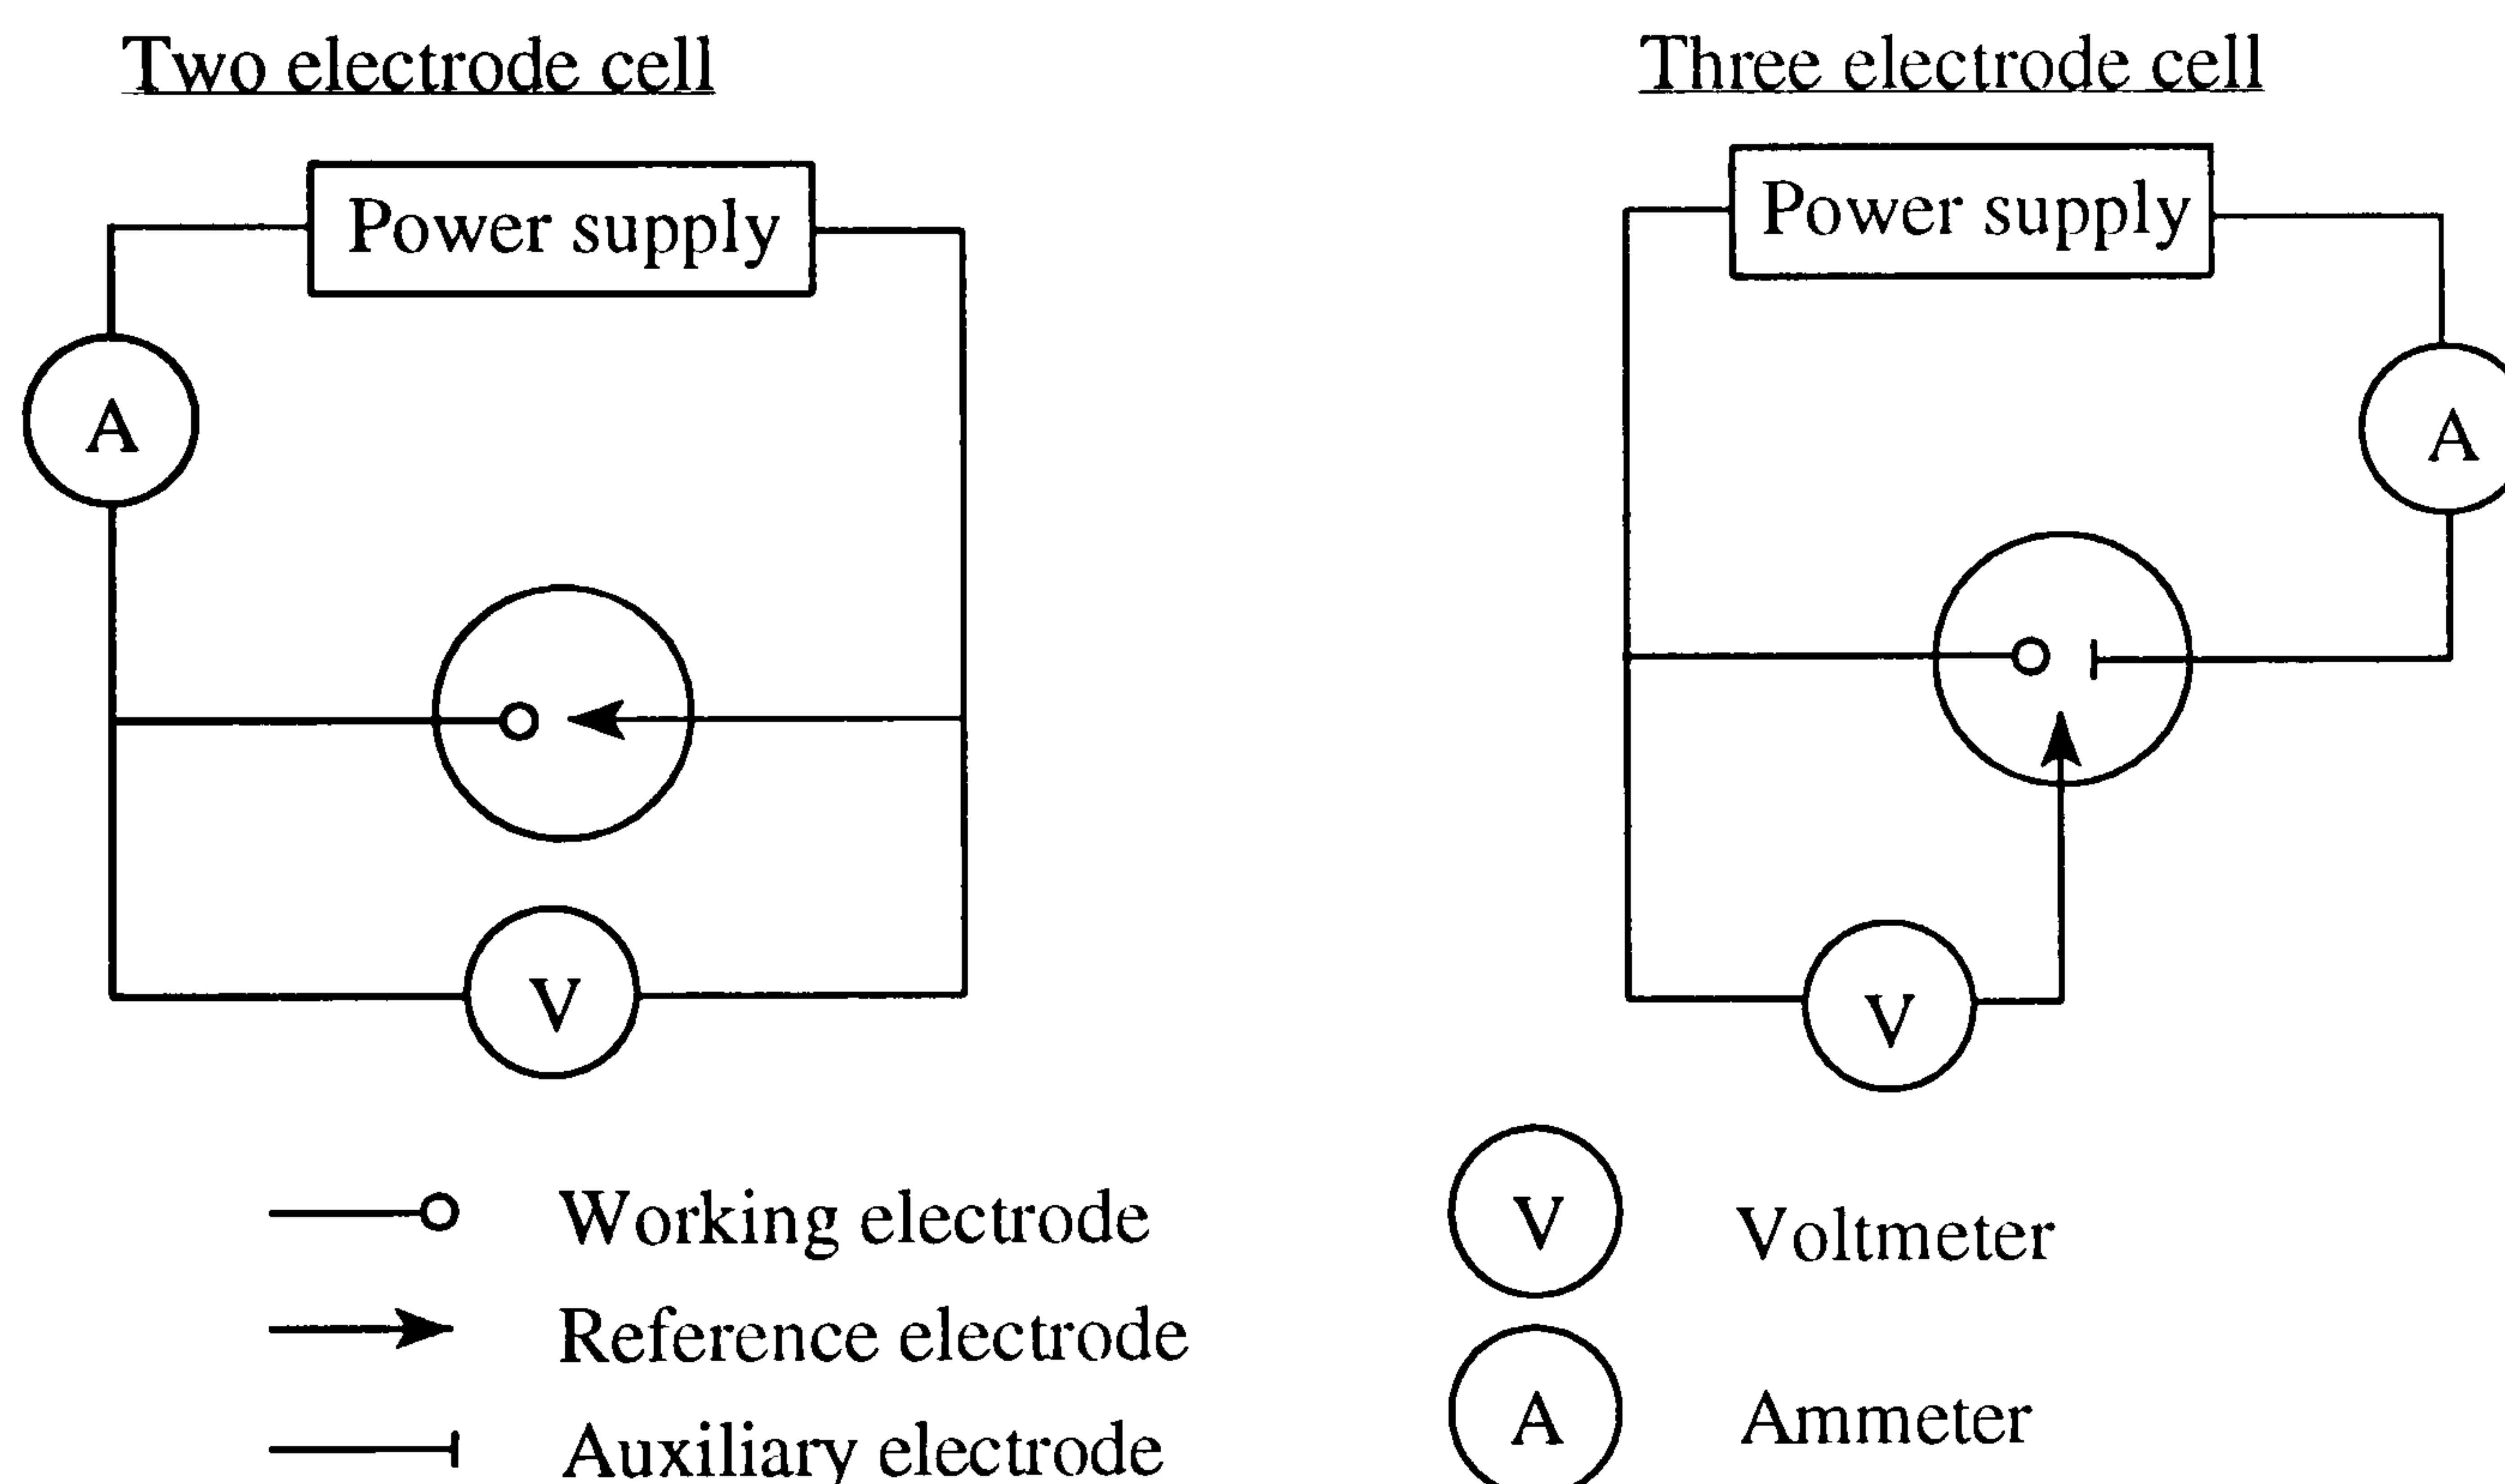 Two electrode cell
Three electrode cell
Power supply
Power supply
A
A
V
V
Working electrode
Reference electrode
Auxiliary electrode
V Voltmeter
A Ammeter